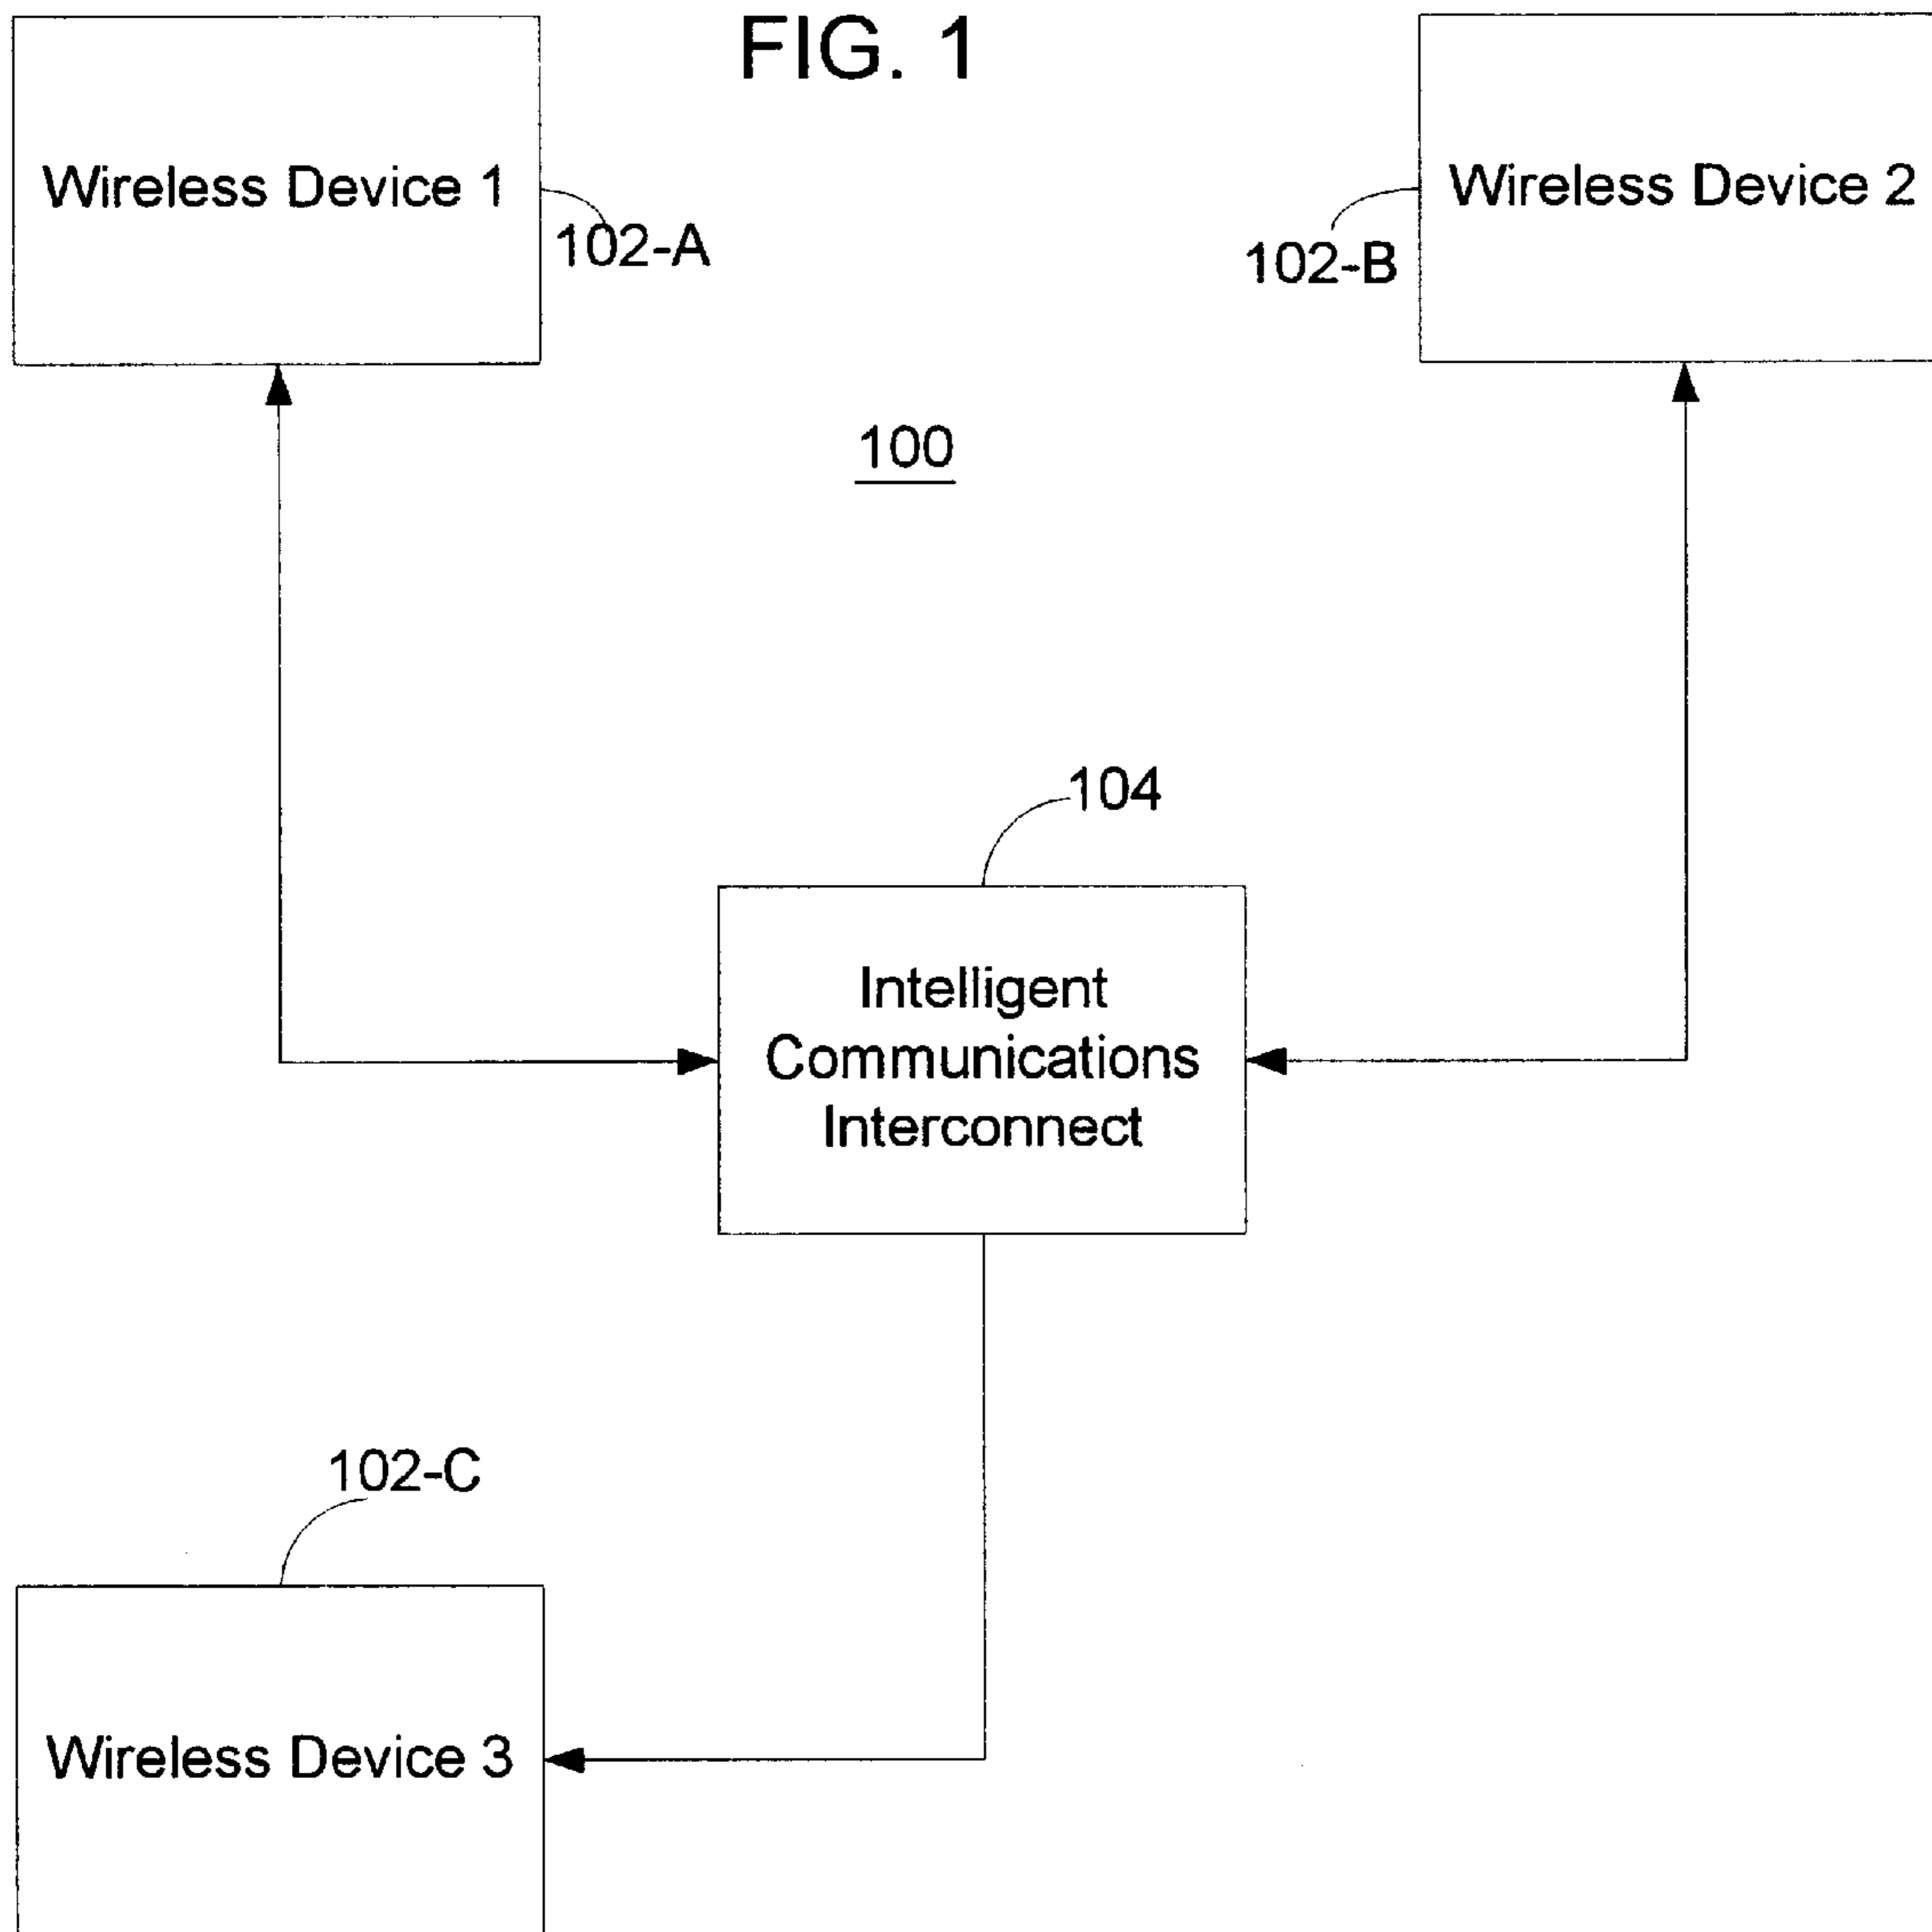 FIG. 1
Wireless Device 1
102-A
Wireless Device 2
102-B
100
104
Intelligent
Communications
Interconnect
102-C
Wireless Device 3